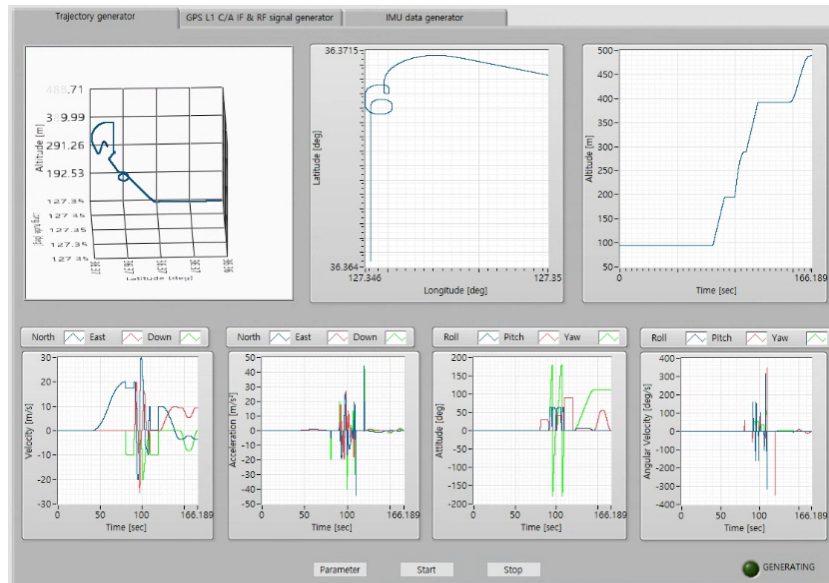 Trajectory generator
GPS L1 C/A IF & RF signal generator
IMU data generator
Altitude [m]
399.99
291.26
192.53
127.35
127.35
127.35
127.35
127.35
Latitude [deg]
36.3715
Latitude [deg]
36.364
127.346
127.35
Longitude [deg]
500
450
400
350
300
250
200
150
100
50
Altitude [m]
0
166.189
Time [sec]
North East Down
30
20
10
0
-10
-20
-30
Velocity [m/s]
0 50 100 166.189
Time [sec]
North East Down
50
40
30
20
10
0
-10
-20
-30
-40
-50
Acceleration [m/s²]
0 50 100 166.189
Time [sec]
Roll Pitch Yaw
200
150
100
50
0
-50
-100
-150
-200
Attitude [deg]
0 50 100 166.189
Time [sec]
Roll Pitch Yaw
400
300
200
100
0
-100
-200
-300
-400
Angular Velocity [deg/s]
0 50 100 166.189
Time [sec]
Parameter
Start
Stop
GENERATING